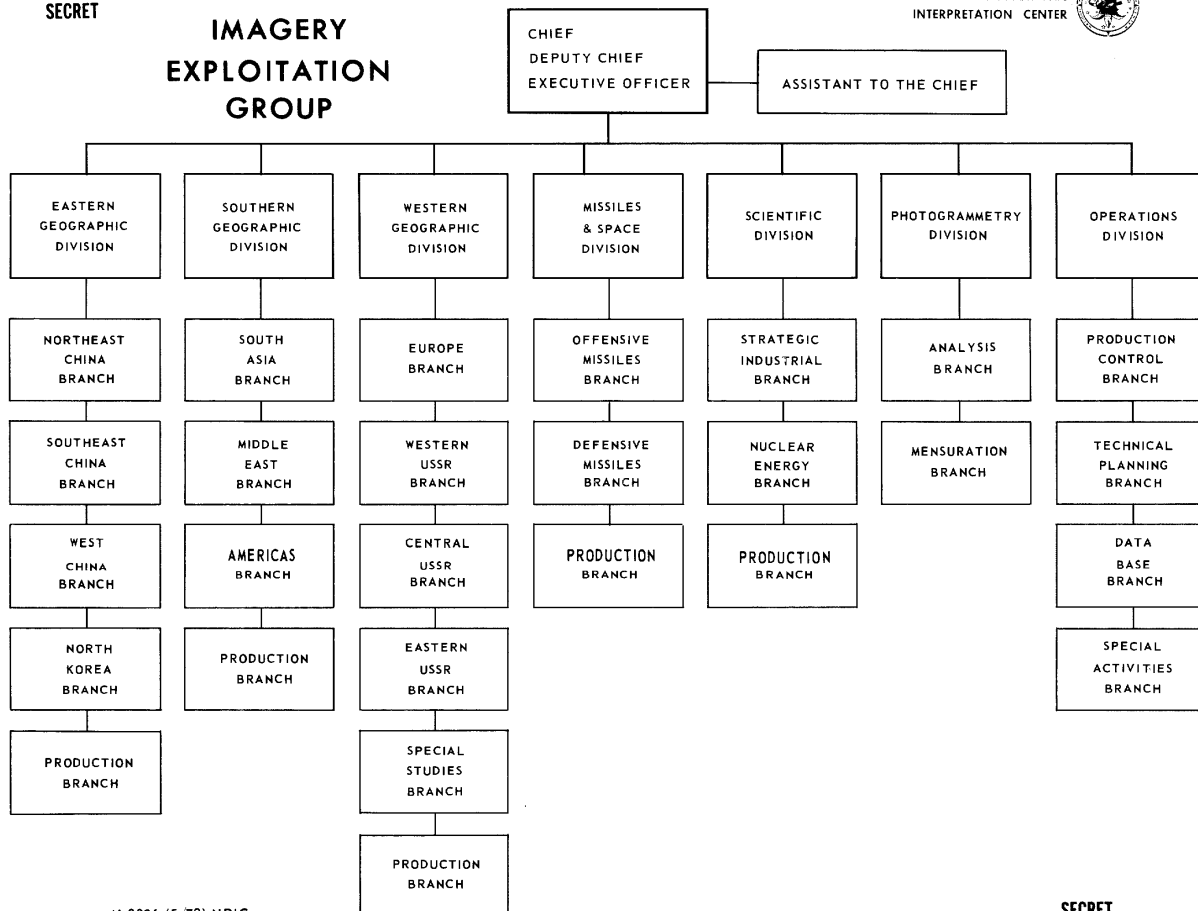 SECRET
INTERPRETATION CENTER
IMAGERY
EXPLOITATION
GROUP
CHIEF
DEPUTY CHIEF
EXECUTIVE OFFICER
ASSISTANT TO THE CHIEF
EASTERN
GEOGRAPHIC
DIVISION
SOUTHERN
GEOGRAPHIC
DIVISION
WESTERN
GEOGRAPHIC
DIVISION
MISSILES
& SPACE
DIVISION
SCIENTIFIC
DIVISION
PHOTOGRAMMETRY
DIVISION
OPERATIONS
DIVISION
NORTHEAST
CHINA
BRANCH
SOUTH
ASIA
BRANCH
EUROPE
BRANCH
OFFENSIVE
MISSILES
BRANCH
STRATEGIC
INDUSTRIAL
BRANCH
ANALYSIS
BRANCH
PRODUCTION
CONTROL
BRANCH
SOUTHEAST
CHINA
BRANCH
MIDDLE
EAST
BRANCH
WESTERN
USSR
BRANCH
DEFENSIVE
MISSILES
BRANCH
NUCLEAR
ENERGY
BRANCH
MENSURATION
BRANCH
TECHNICAL
PLANNING
BRANCH
WEST
CHINA
BRANCH
AMERICAS
BRANCH
CENTRAL
USSR
BRANCH
PRODUCTION
BRANCH
PRODUCTION
BRANCH
DATA
BASE
BRANCH
NORTH
KOREA
BRANCH
PRODUCTION
BRANCH
EASTERN
USSR
BRANCH
SPECIAL
ACTIVITIES
BRANCH
PRODUCTION
BRANCH
SPECIAL
STUDIES
BRANCH
PRODUCTION
BRANCH
SECRET